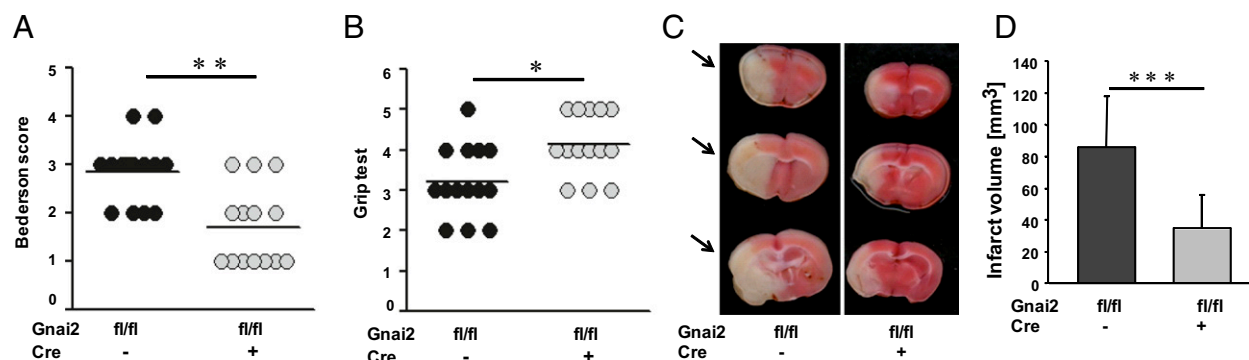 A
Bederson score
5
4
3
2
1
0
* *
Gnai2 fl/fl fl/fl
Cre - +
B
Grip test
6
5
4
3
2
1
0
*
Gnai2 fl/fl fl/fl
Cre - +
C
Gnai2 fl/fl fl/fl
Cre - +
D
Infarct volume [mm³]
140
120
100
80
60
40
20
0
* * *
Gnai2 fl/fl fl/fl
Cre - +